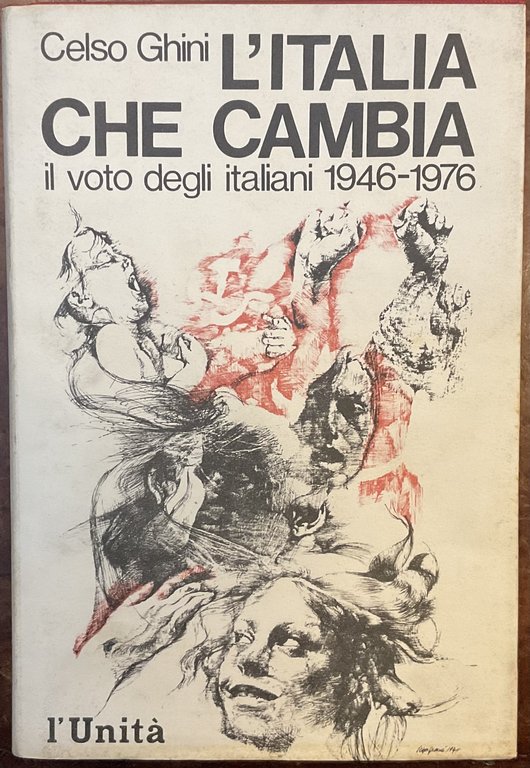 Celso Ghini L'ITALIA
CHE CAMBIA
il voto degli italiani 1946-1976
l'Unità